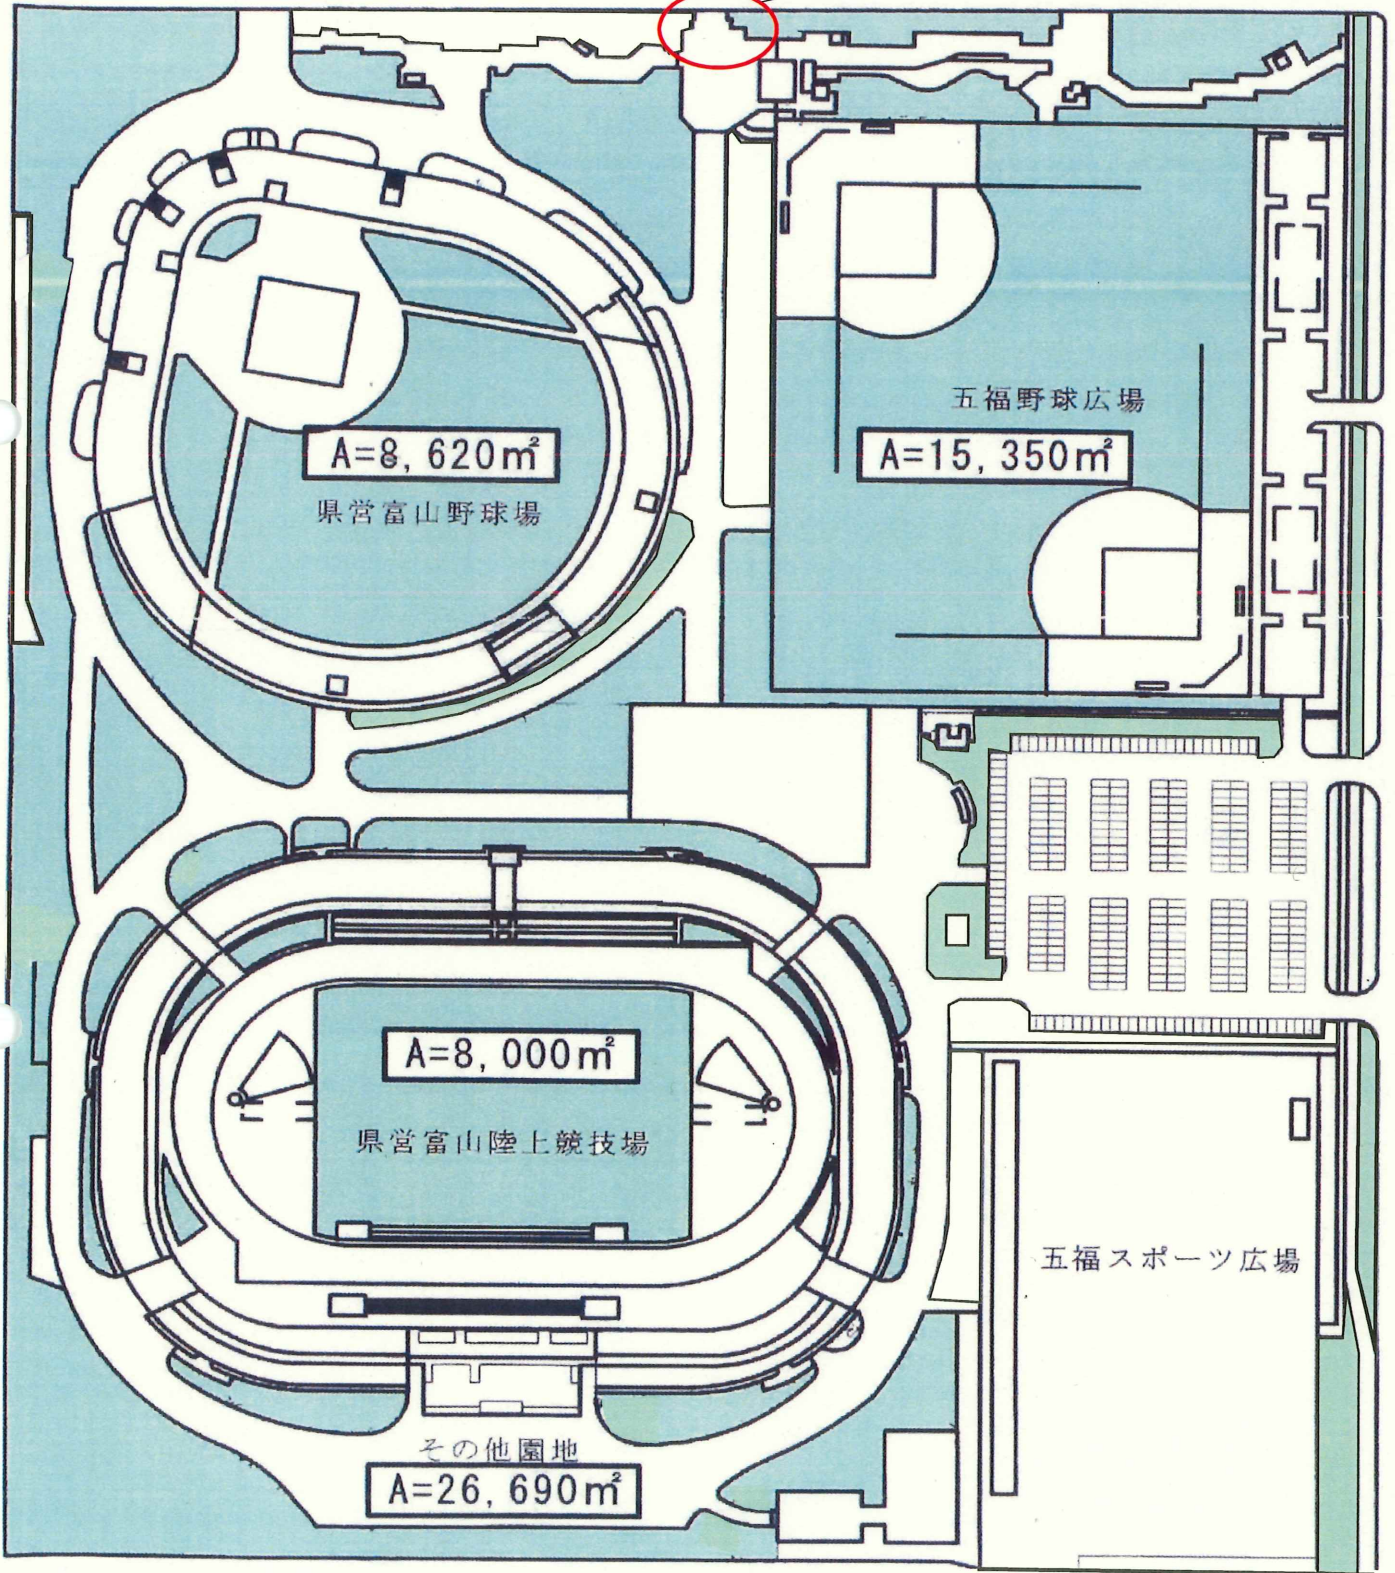 五福野球広場
A=15,350㎡
A=8,620㎡
県営富山野球場
A=8,000㎡
県営富山陸上競技場
五福スポーツ広場
その他園地
A=26,690㎡